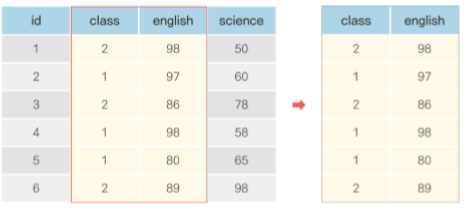 id class english science class english
1 2 98 50 2 98
2 1 97 60 1 97
3 2 86 78 2 86
4 1 98 58 1 98
5 1 80 65 1 80
6 2 89 98 2 89